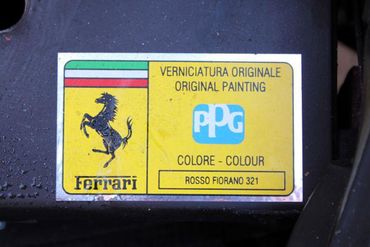 VERNICIATURA ORIGINALE
ORIGINAL PAINTING
PPG
COLORE - COLOUR
ROSSO FIORANO 321
Ferrari